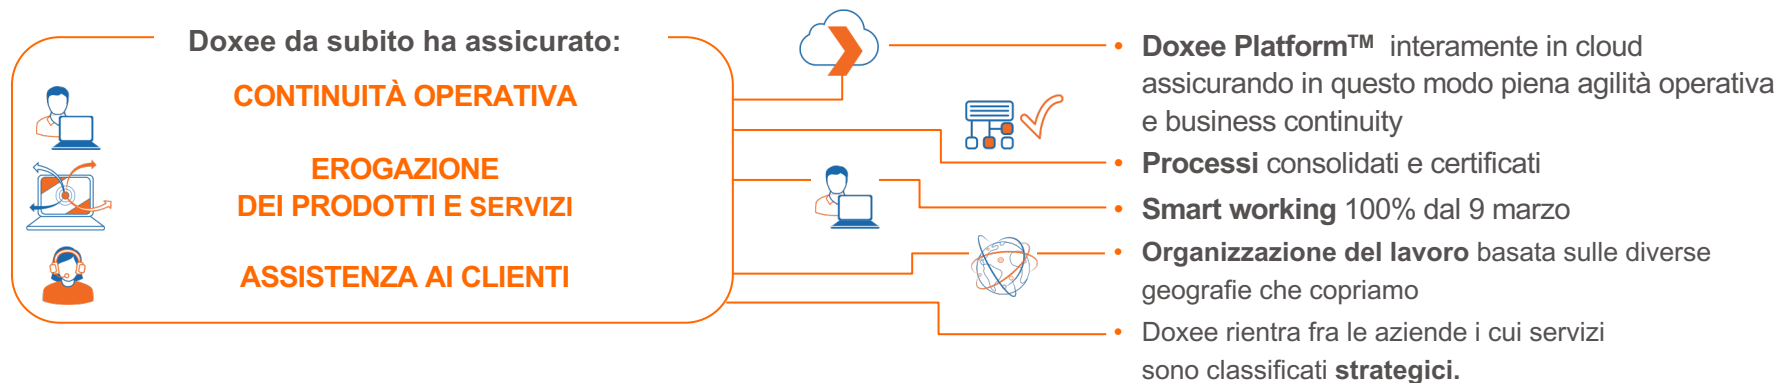 Doxee da subito ha assicurato:
CONTINUITÀ OPERATIVA
EROGAZIONE
DEI PRODOTTI E SERVIZI
ASSISTENZA AI CLIENTI
• Doxee Platform™ interamente in cloud
assicurando in questo modo piena agilità operativa
e business continuity
• Processi consolidati e certificati
• Smart working 100% dal 9 marzo
• Organizzazione del lavoro basata sulle diverse
geografie che copriamo
• Doxee rientra fra le aziende i cui servizi
sono classificati strategici.